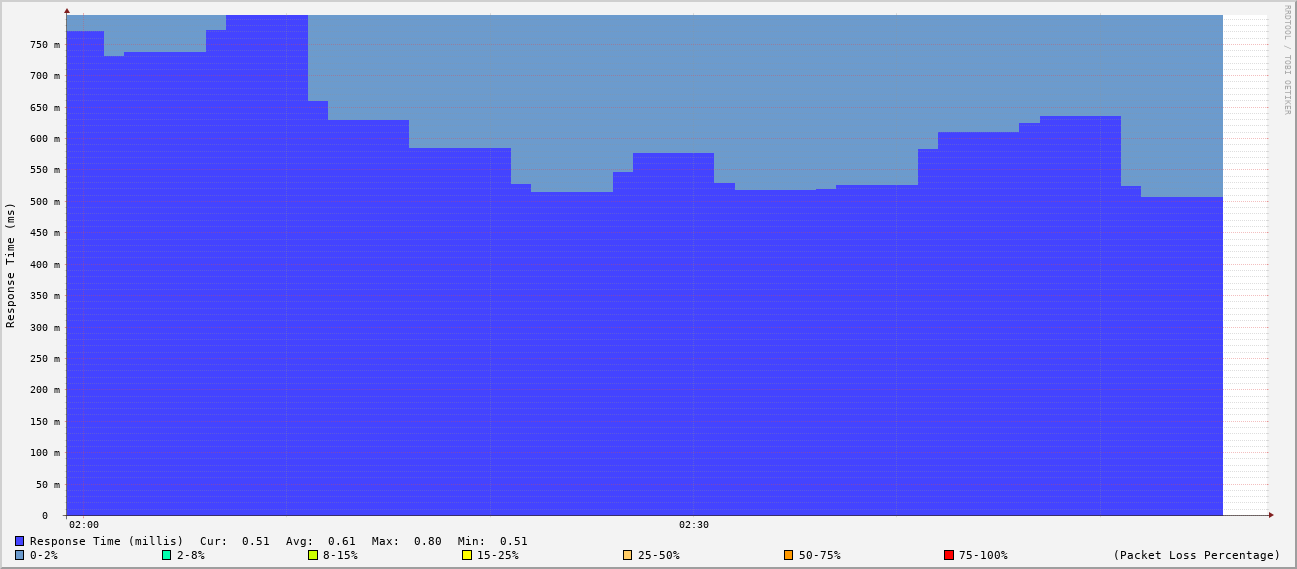 RRDTOOL / TOBI OETIKER
Response Time (ms)
750 m
700 m
650 m
600 m
550 m
500 m
450 m
400 m
350 m
300 m
250 m
200 m
150 m
100 m
50 m
0
02:00 02:30
Response Time (millis) Cur: 0.51 Avg: 0.61 Max: 0.80 Min: 0.51
0-2% 2-8% 8-15% 15-25% 25-50% 50-75% 75-100% (Packet Loss Percentage)